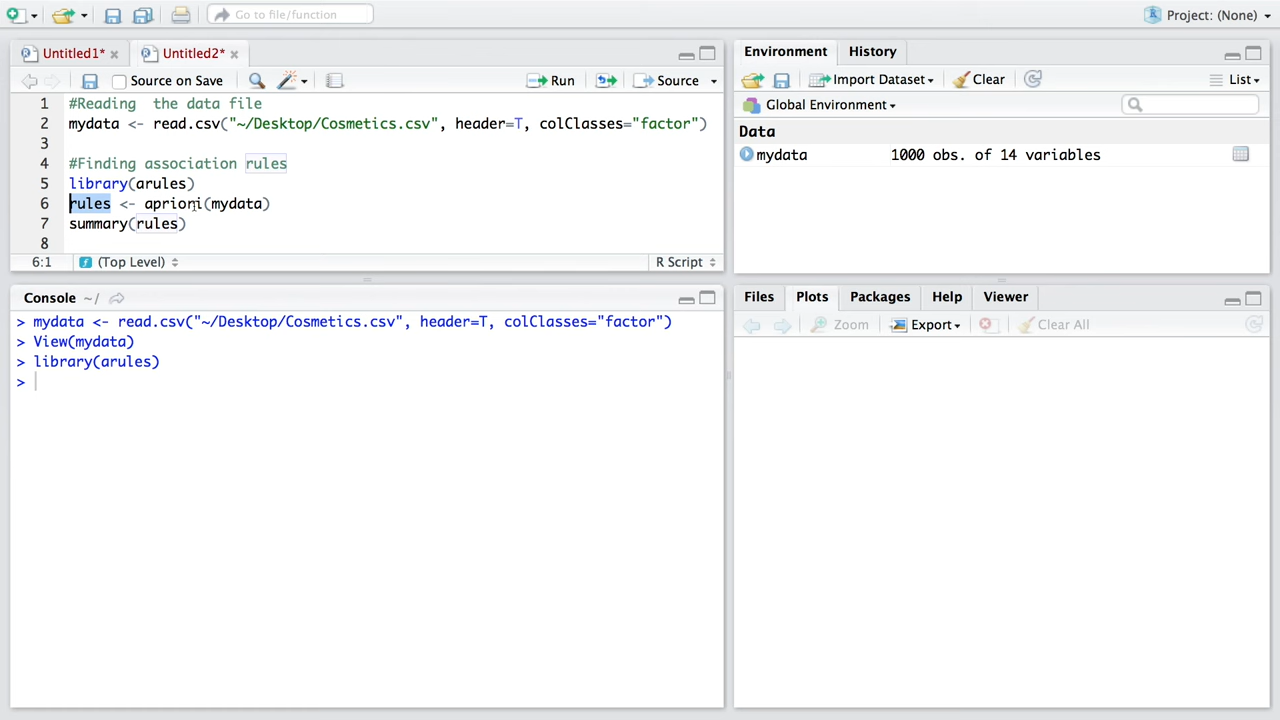 Go to file/function
Project: (None)
Untitled1*
Untitled2*
Source on Save
Run
Source
1 #Reading  the data file
2 mydata <- read.csv("~/Desktop/Cosmetics.csv", header=T, colClasses="factor")
3
4 #Finding association rules
5 library(arules)
6 rules <- apriori(mydata)
7 summary(rules)
8
6:1 (Top Level) R Script
Console ~/
> mydata <- read.csv("~/Desktop/Cosmetics.csv", header=T, colClasses="factor")
> View(mydata)
> library(arules)
>
Environment History
Import Dataset Clear List
Global Environment
Data
mydata 1000 obs. of 14 variables
Files Plots Packages Help Viewer
Zoom Export Clear All